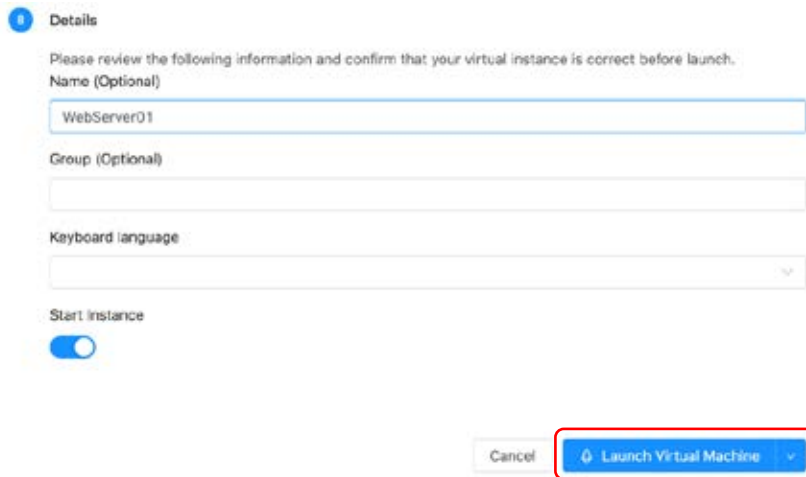 8 Details
Please review the following information and confirm that your virtual instance is correct before launch.
Name (Optional)
WebServer01
Group (Optional)
Keyboard language
Start instance
Cancel Launch Virtual Machine